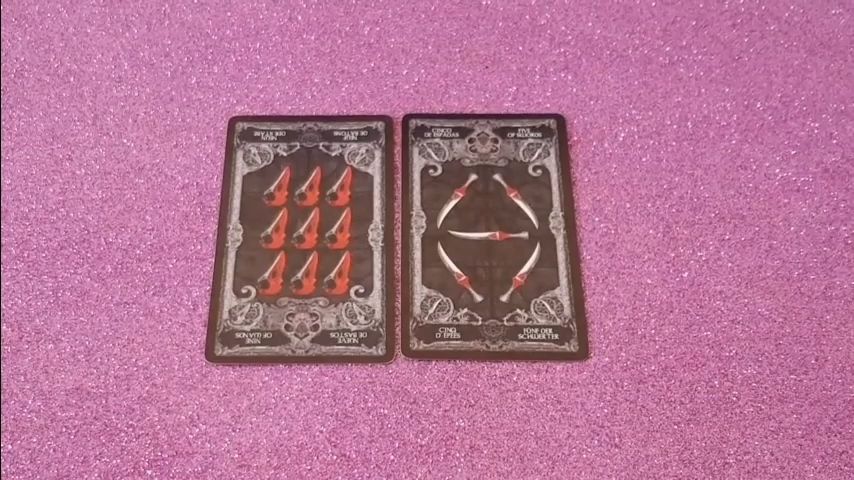 NEUN
DER STÄBE
NEUF
DE BATONS
NINE
OF WANDS
NUEVE
DE BASTOS
CINCO
DE ESPADAS
FIVE
OF SWORDS
CINQ
D'EPEES
FÜNF DER
SCHWERTER